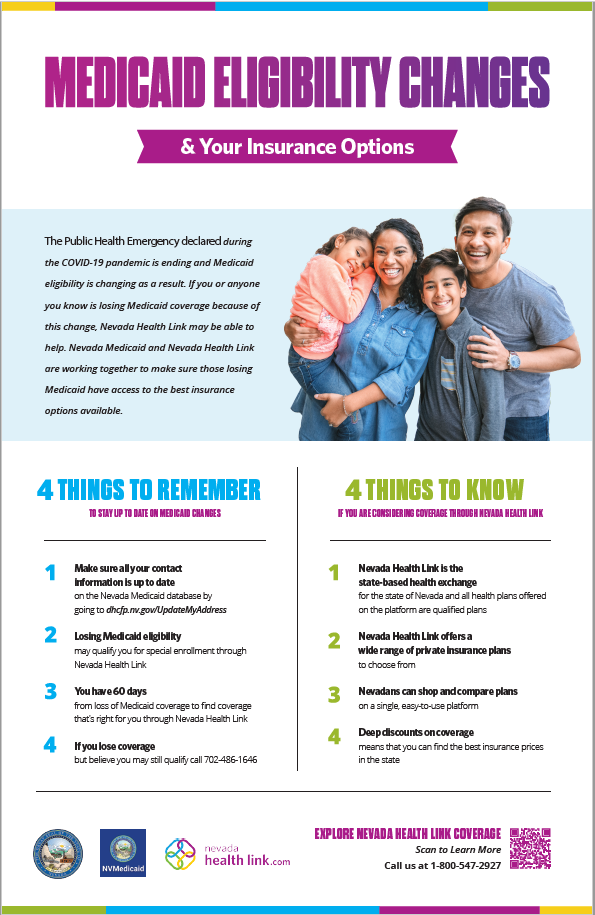 MEDICAID ELIGIBILITY CHANGES
& Your Insurance Options
The Public Health Emergency declared during
the COVID-19 pandemic is ending and Medicaid
eligibility is changing as a result. If you or anyone
you know is losing Medicaid coverage because of
this change, Nevada Health Link may be able to
help. Nevada Medicaid and Nevada Health Link
are working together to make sure those losing
Medicaid have access to the best insurance
options available.
4 THINGS TO REMEMBER
TO STAY UP TO DATE ON MEDICAID CHANGES
1 Make sure all your contact
information is up to date
on the Nevada Medicaid database by
going to dhcfp.nv.gov/UpdateMyAddress
2 Losing Medicaid eligibility
may qualify you for special enrollment through
Nevada Health Link
3 You have 60 days
from loss of Medicaid coverage to find coverage
that's right for you through Nevada Health Link
4 If you lose coverage
but believe you may still qualify call 702-486-1646
4 THINGS TO KNOW
IF YOU ARE CONSIDERING COVERAGE THROUGH NEVADA HEALTH LINK
1 Nevada Health Link is the
state-based health exchange
for the state of Nevada and all health plans offered
on the platform are qualified plans
2 Nevada Health Link offers a
wide range of private insurance plans
to choose from
3 Nevadans can shop and compare plans
on a single, easy-to-use platform
4 Deep discounts on coverage
means that you can find the best insurance prices
in the state
NVMedicaid
nevada
health link.com
EXPLORE NEVADA HEALTH LINK COVERAGE
Scan to Learn More
Call us at 1-800-547-2927